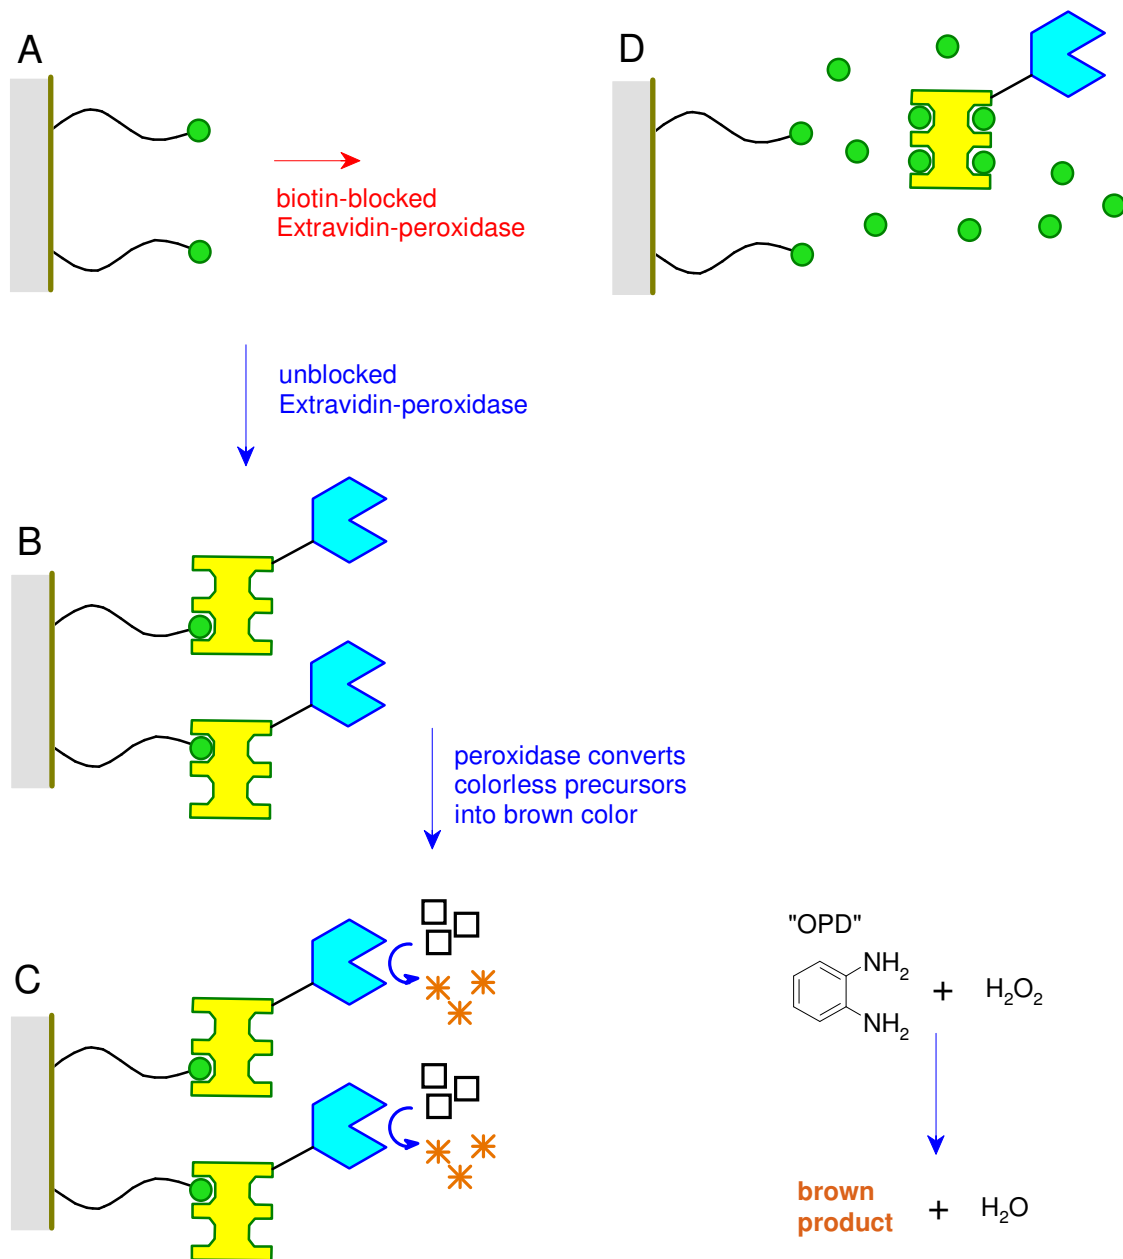 A
D
biotin-blocked
Extravidin-peroxidase
unblocked
Extravidin-peroxidase
B
peroxidase converts
colorless precursors
into brown color
C
"OPD"
NH2
NH2
+ H2O2
brown
product + H2O